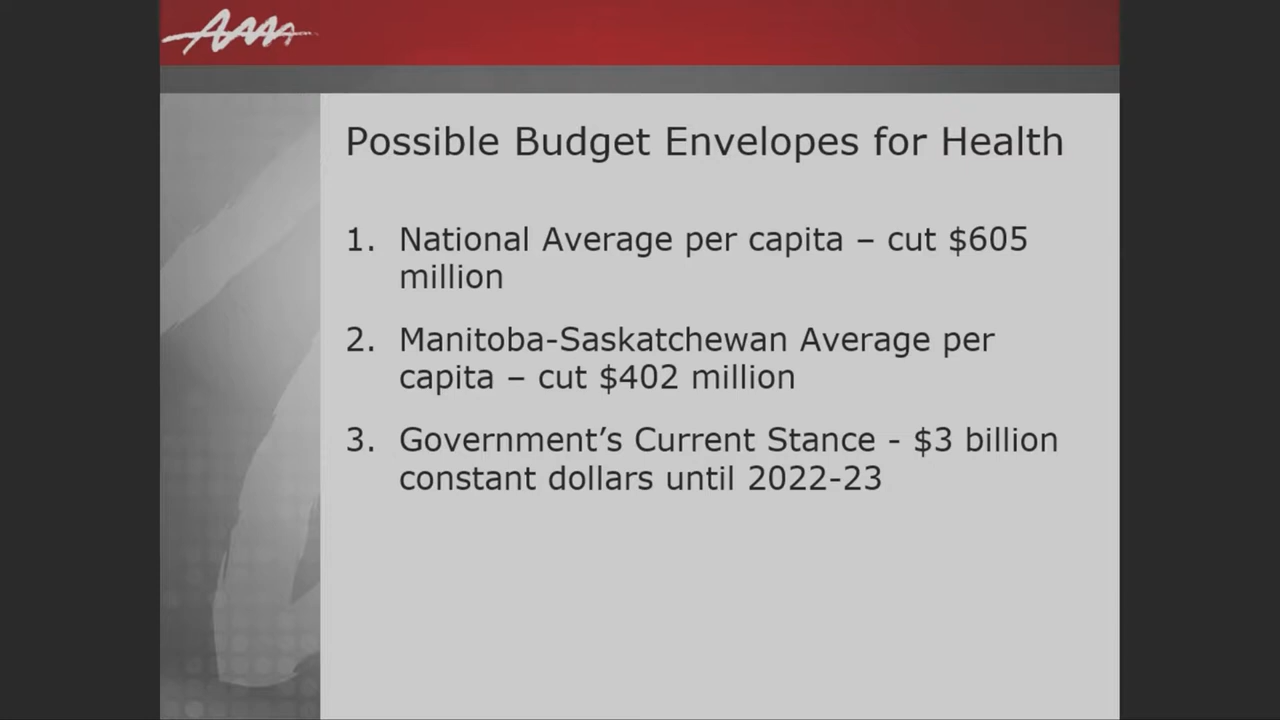 Possible Budget Envelopes for Health
1. National Average per capita – cut $605
million
2. Manitoba-Saskatchewan Average per
capita – cut $402 million
3. Government’s Current Stance - $3 billion
constant dollars until 2022-23